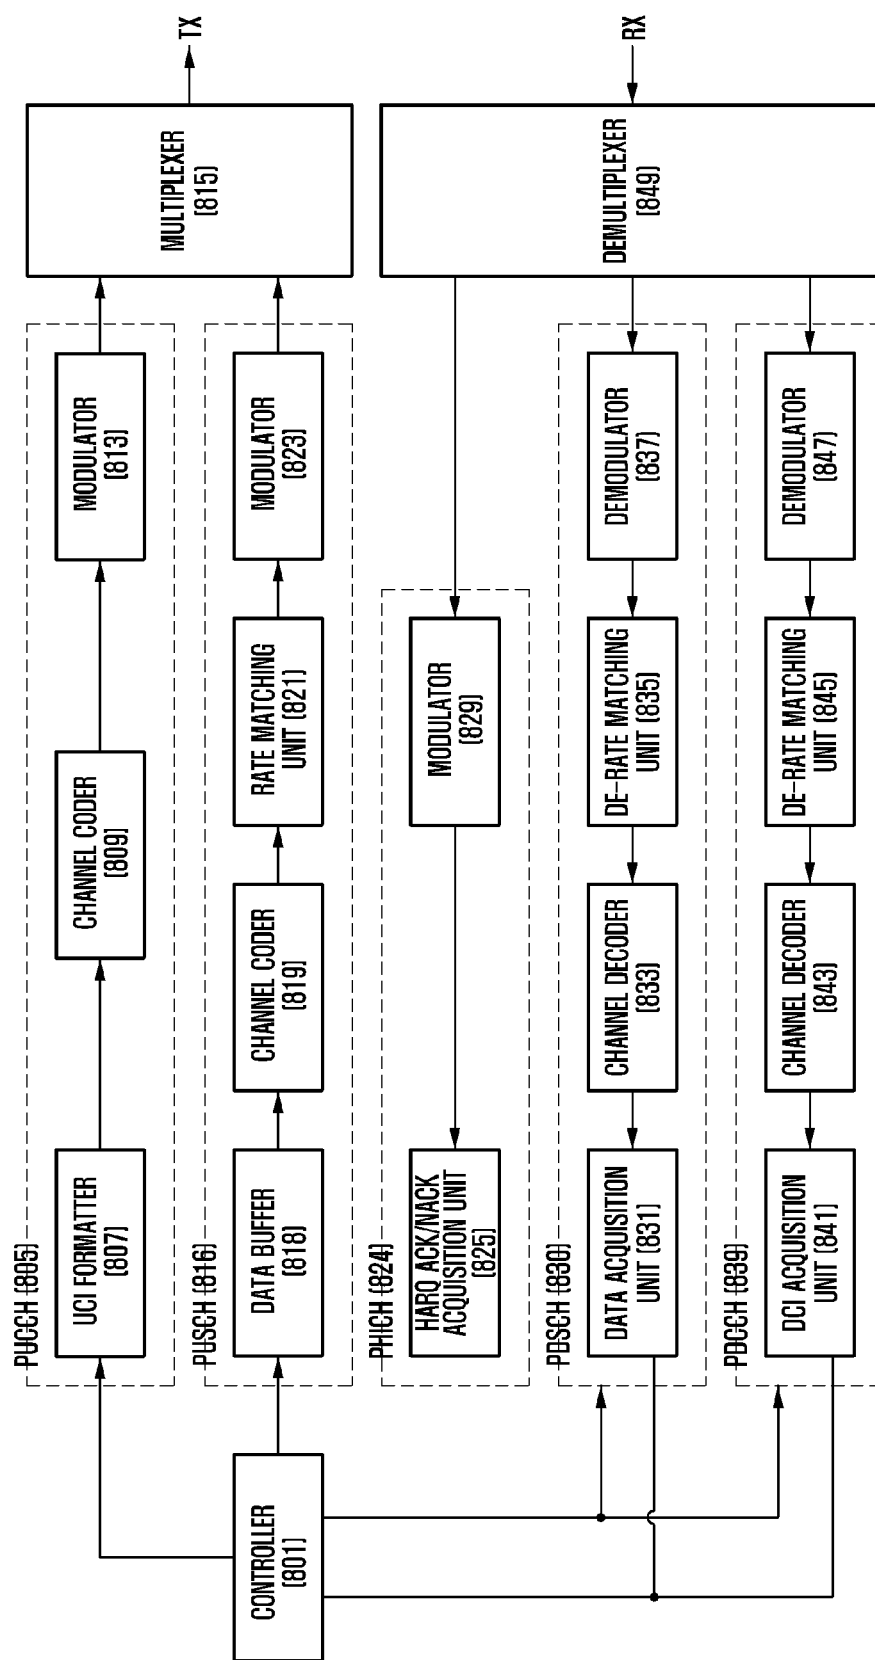 CONTROLLER
[801]
PUCCH (805)
UCI FORMATTER
[807]
CHANNEL CODER
[809]
MODULATOR
[813]
MULTIPLEXER
[815]
TX
PUSCH (816)
DATA BUFFER
[818]
CHANNEL CODER
[819]
RATE MATCHING
UNIT [821]
MODULATOR
[823]
PHICH (824)
HARQ ACK/NACK
ACQUISITION UNIT
[825]
MODULATOR
[829]
DEMULTIPLEXER
[849]
RX
PDSCH (830)
DATA ACQUISITION
UNIT [831]
CHANNEL DECODER
[833]
DE-RATE MATCHING
UNIT [835]
DEMODULATOR
[837]
PDCCH (839)
DCI ACQUISITION
UNIT [841]
CHANNEL DECODER
[843]
DE-RATE MATCHING
UNIT [845]
DEMODULATOR
[847]